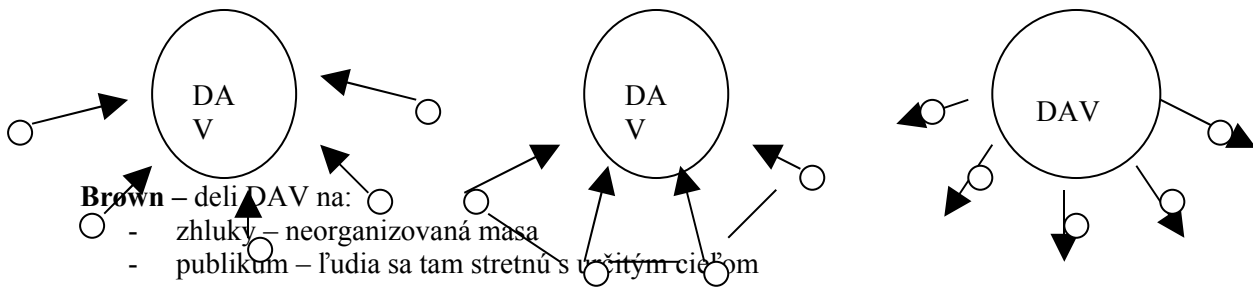 DA
V
DA
V
DAV
Brown – deli DAV na:
- zhluky – neorganizovaná masa
- publikum – ľudia sa tam stretnú s určitým cieľom